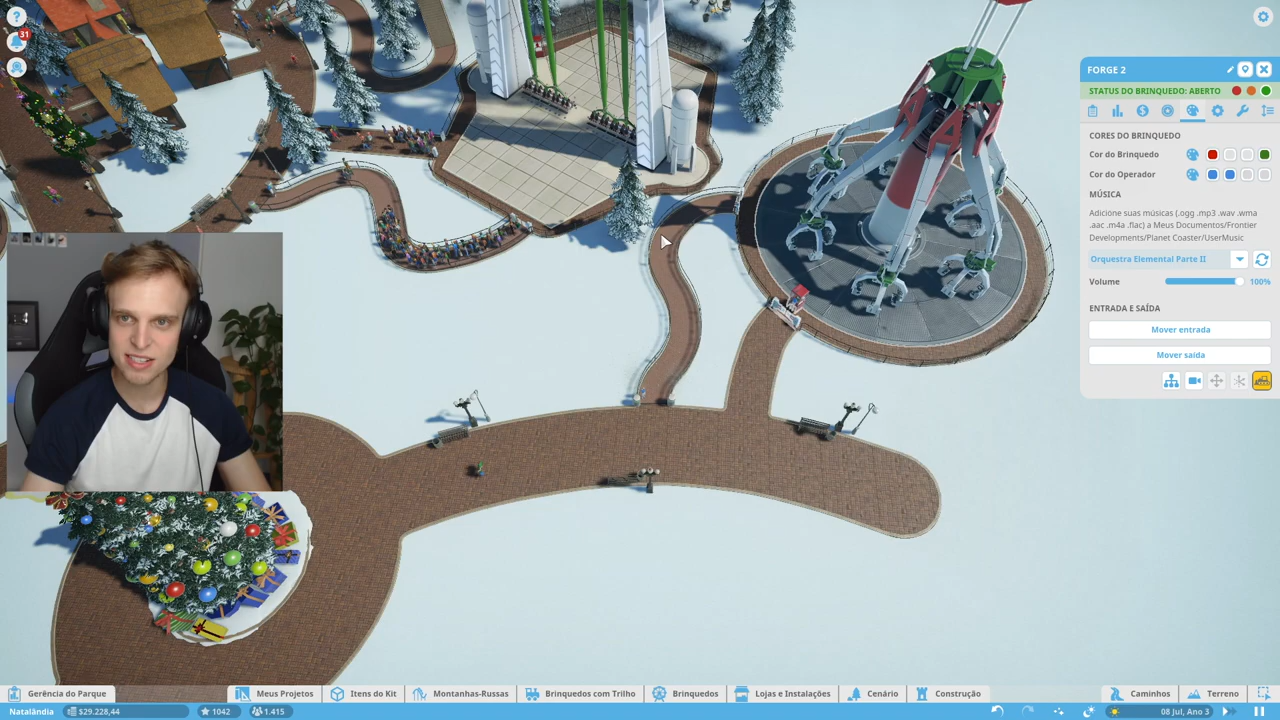 ?
31
FORGE 2
STATUS DO BRINQUEDO: ABERTO
CORES DO BRINQUEDO
Cor do Brinquedo
Cor do Operador
MÚSICA
Adicione suas músicas (.ogg .mp3 .wav .wma
.aac .m4a .flac) a Meus Documentos/Frontier
Developments/Planet Coaster/UserMusic
Orquestra Elemental Parte II
Volume 100%
ENTRADA E SAÍDA
Mover entrada
Mover saída
Gerência do Parque Meus Projetos Itens do Kit Montanhas-Russas Brinquedos com Trilho Brinquedos Lojas e Instalações Cenário Construção Caminhos Terreno
Natalândia $29.228,44 1042 1.415 08 Jul, Ano 3